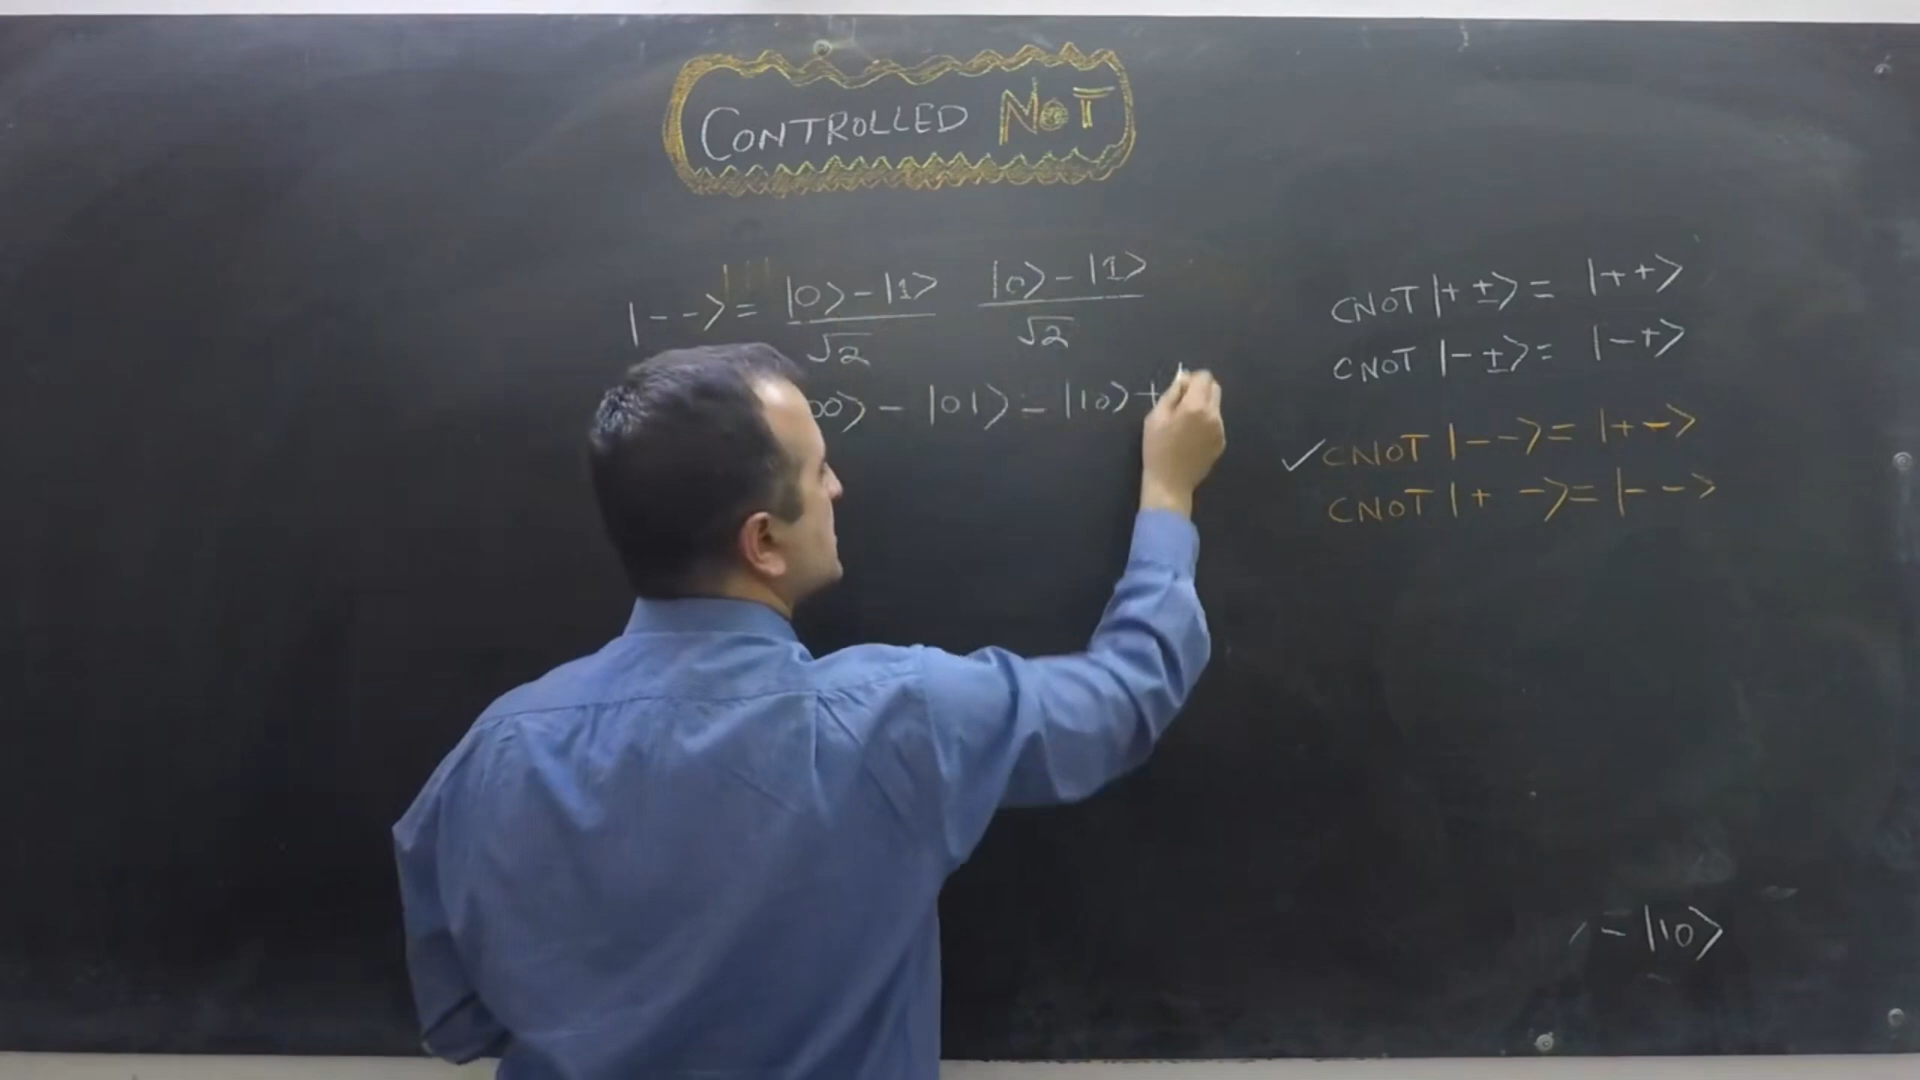 CONTROLLED NOT
|- -> = |0> - |1> / √2 |0> - |1> / √2
00> - |01> - |10> +
CNOT |+ ±> = |+ +>
CNOT |- ±> = |- +>
✓ CNOT |- -> = |+ ->
CNOT |+ -> = |- ->
- |10>